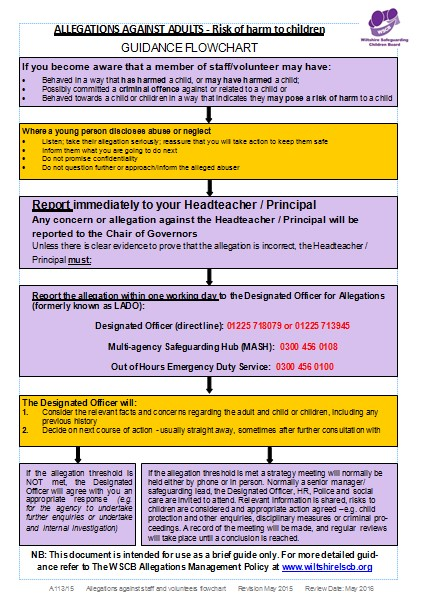 ALLEGATIONS AGAINST ADULTS - Risk of harm to children
Wiltshire Safeguarding
Children Board
GUIDANCE FLOWCHART
If you become aware that a member of staff/volunteer may have:
• Behaved in a way that has harmed a child, or may have harmed a child;
• Possibly committed a criminal offence against or related to a child or
• Behaved towards a child or children in a way that indicates they may pose a risk of harm to a child
Where a young person discloses abuse or neglect
• Listen; take their allegation seriously; reassure that you will take action to keep them safe
• Inform them what you are going to do next
• Do not promise confidentiality
• Do not question further or approach/inform the alleged abuser
Report immediately to your Headteacher / Principal
Any concern or allegation against the Headteacher / Principal will be
reported to the Chair of Governors
Unless there is clear evidence to prove that the allegation is incorrect, the Headteacher /
Principal must:
Report the allegation within one working day to the Designated Officer for Allegations
(formerly known as LADO):
Designated Officer (direct line): 01225 718079 or 01225 713945
Multi-agency Safeguarding Hub (MASH): 0300 456 0108
Out of Hours Emergency Duty Service: 0300 456 0100
The Designated Officer will:
1. Consider the relevant facts and concerns regarding the adult and child or children, including any
previous history
2. Decide on next course of action - usually straight away, sometimes after further consultation with
If the allegation threshold is
NOT met, the Designated
Officer will agree with you an
appropriate response (e.g.
for the agency to undertake
further enquiries or undertake
and internal investigation)
If the allegation threshold is met a strategy meeting will normally be
held either by phone or in person. Normally a senior manager/
safeguarding lead, the Designated Officer, HR, Police and social
care are invited to attend. Relevant information is shared, risks to
children are considered and appropriate action agreed – e.g. child
protection and other enquiries, disciplinary measures or criminal pro-
ceedings. A record of the meeting will be made, and regular reviews
will take place until a conclusion is reached.
NB: This document is intended for use as a brief guide only. For more detailed guid-
ance refer to The WSCB Allegations Management Policy at www.wiltshirelscb.org
A113/15 Allegations against staff and volunteers flowchart Revision May 2015 Review Date: May 2016